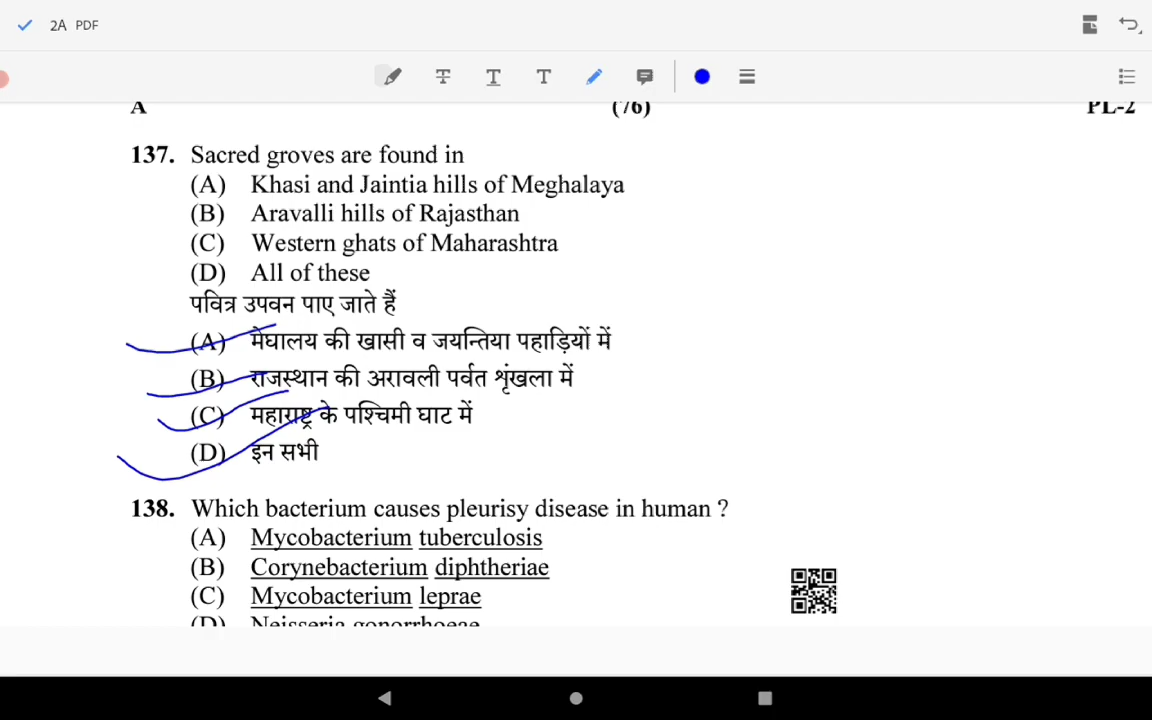 2A PDF
A (76) PL-2
137. Sacred groves are found in
(A) Khasi and Jaintia hills of Meghalaya
(B) Aravalli hills of Rajasthan
(C) Western ghats of Maharashtra
(D) All of these
पवित्र उपवन पाए जाते हैं
(A) मेघालय की खासी व जयन्तिया पहाड़ियों में
(B) राजस्थान की अरावली पर्वत शृंखला में
(C) महाराष्ट्र के पश्चिमी घाट में
(D) इन सभी
138. Which bacterium causes pleurisy disease in human ?
(A) Mycobacterium tuberculosis
(B) Corynebacterium diphtheriae
(C) Mycobacterium leprae
(D) Neisseria gonorrhoeae